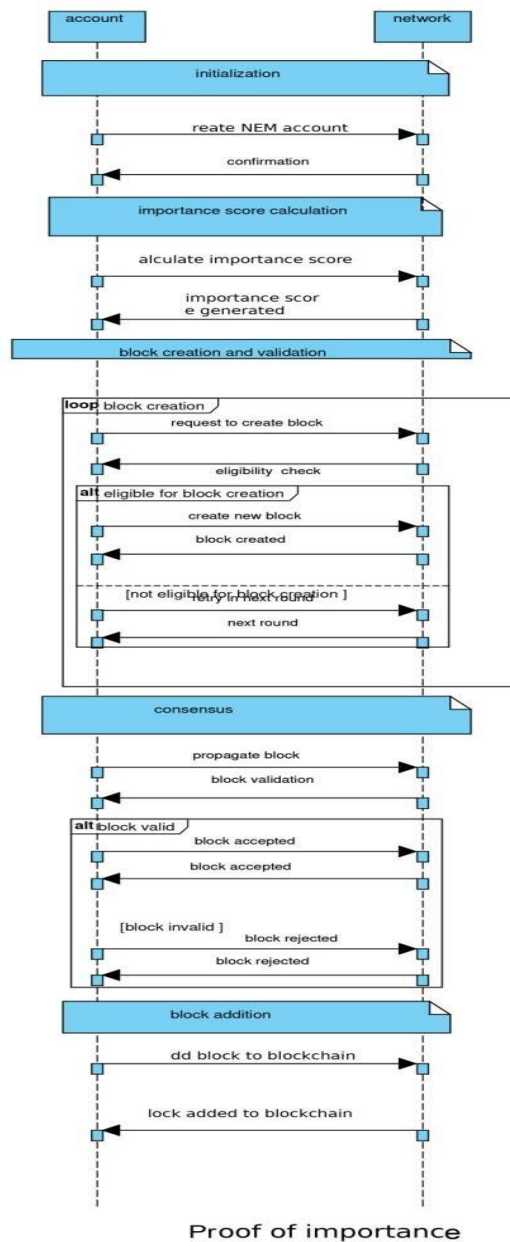 account
network
initialization
reate NEM account
confirmation
importance score calculation
alculate importance score
importance scor
e generated
block creation and validation
loop block creation
request to create block
eligibility check
alt eligible for block creation
create new block
block created
[not eligible for block creation ]
retry in next round
next round
consensus
propagate block
block validation
alt block valid
block accepted
block accepted
[block invalid ]
block rejected
block rejected
block addition
dd block to blockchain
lock added to blockchain
Proof of importance